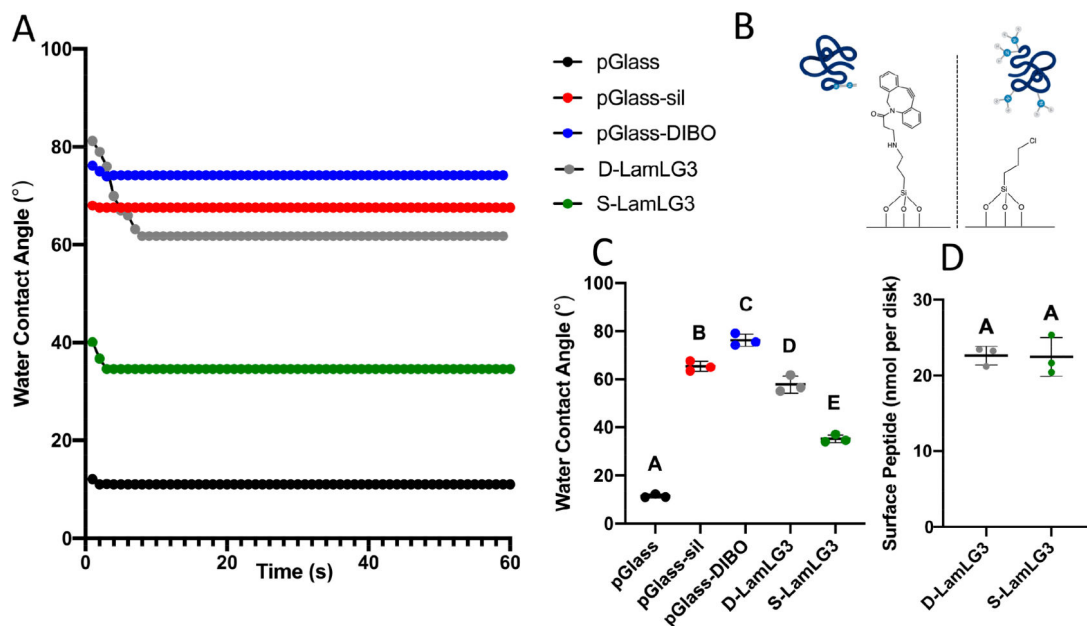 A
Water Contact Angle (°)
100
80
60
40
20
0
0
20
40
60
Time (s)
pGlass
pGlass-sil
pGlass-DIBO
D-LamLG3
S-LamLG3
B
O
N
HN
Si
O
O
O
Cl
Si
O
O
O
C
Water Contact Angle (°)
100
80
60
40
20
0
A
B
C
D
E
pGlass
pGlass-sil
pGlass-DIBO
D-LamLG3
S-LamLG3
D
Surface Peptide (nmol per disk)
30
20
10
0
A
A
D-LamLG3
S-LamLG3